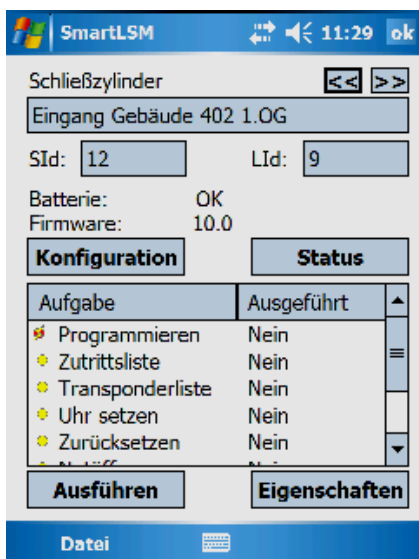 SmartLSM 11:29 ok
Schließzylinder << >>
Eingang Gebäude 402 1.OG
SId: 12 LId: 9
Batterie: OK
Firmware: 10.0
Konfiguration Status
Aufgabe Ausgeführt
Programmieren Nein
Zutrittsliste Nein
Transponderliste Nein
Uhr setzen Nein
Zurücksetzen Nein
Ausführen Eigenschaften
Datei